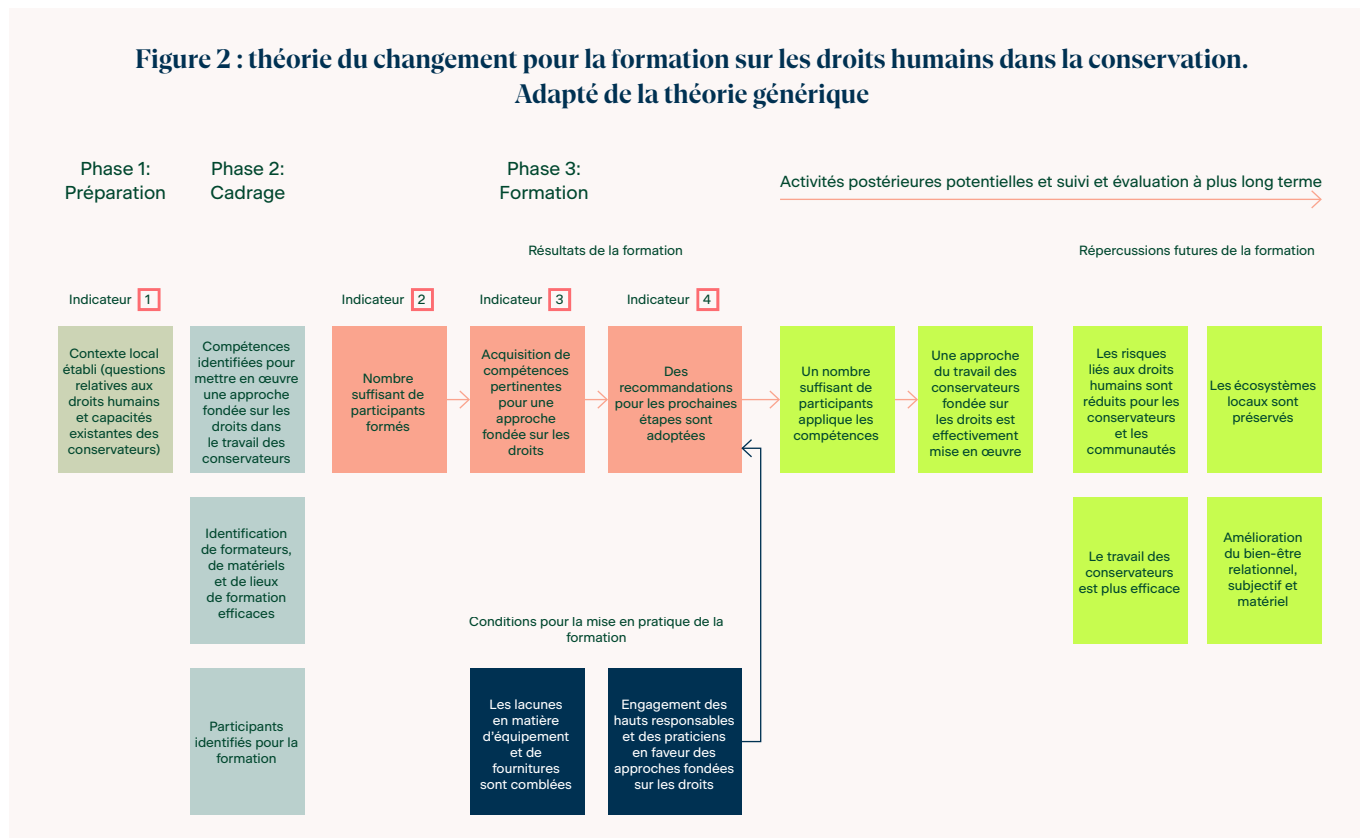 Figure 2 : théorie du changement pour la formation sur les droits humains dans la conservation.
Adapté de la théorie générique
Phase 1:
Préparation
Phase 2:
Cadrage
Phase 3:
Formation
Activités postérieures potentielles et suivi et évaluation à plus long terme
Résultats de la formation
Répercussions futures de la formation
Indicateur 1
Indicateur 2
Indicateur 3
Indicateur 4
Contexte local
établi (questions
relatives aux
droits humains
et capacités
existantes des
conservateurs)
Compétences
identifiées pour
mettre en œuvre
une approche
fondée sur les
droits dans
le travail des
conservateurs
Nombre
suffisant de
participants
formés
Acquisition de
compétences
pertinentes
pour une
approche
fondée sur les
droits
Des
recommandations
pour les prochaines
étapes sont
adoptées
Un nombre
suffisant de
participants
applique les
compétences
Une approche
du travail des
conservateurs
fondée sur
les droits est
effectivement
mise en œuvre
Les risques
liés aux droits
humains sont
réduits pour les
conservateurs
et les
communautés
Les écosystèmes
locaux sont
préservés
Identification
de formateurs,
de matériels
et de lieux
de formation
efficaces
Le travail des
conservateurs
est plus efficace
Amélioration
du bien-être
relationnel,
subjectif et
matériel
Conditions pour la mise en pratique de la
formation
Participants
identifiés pour la
formation
Les lacunes
en matière
d'équipement
et de
fournitures
sont comblées
Engagement des
hauts responsables
et des praticiens
en faveur des
approches fondées
sur les droits